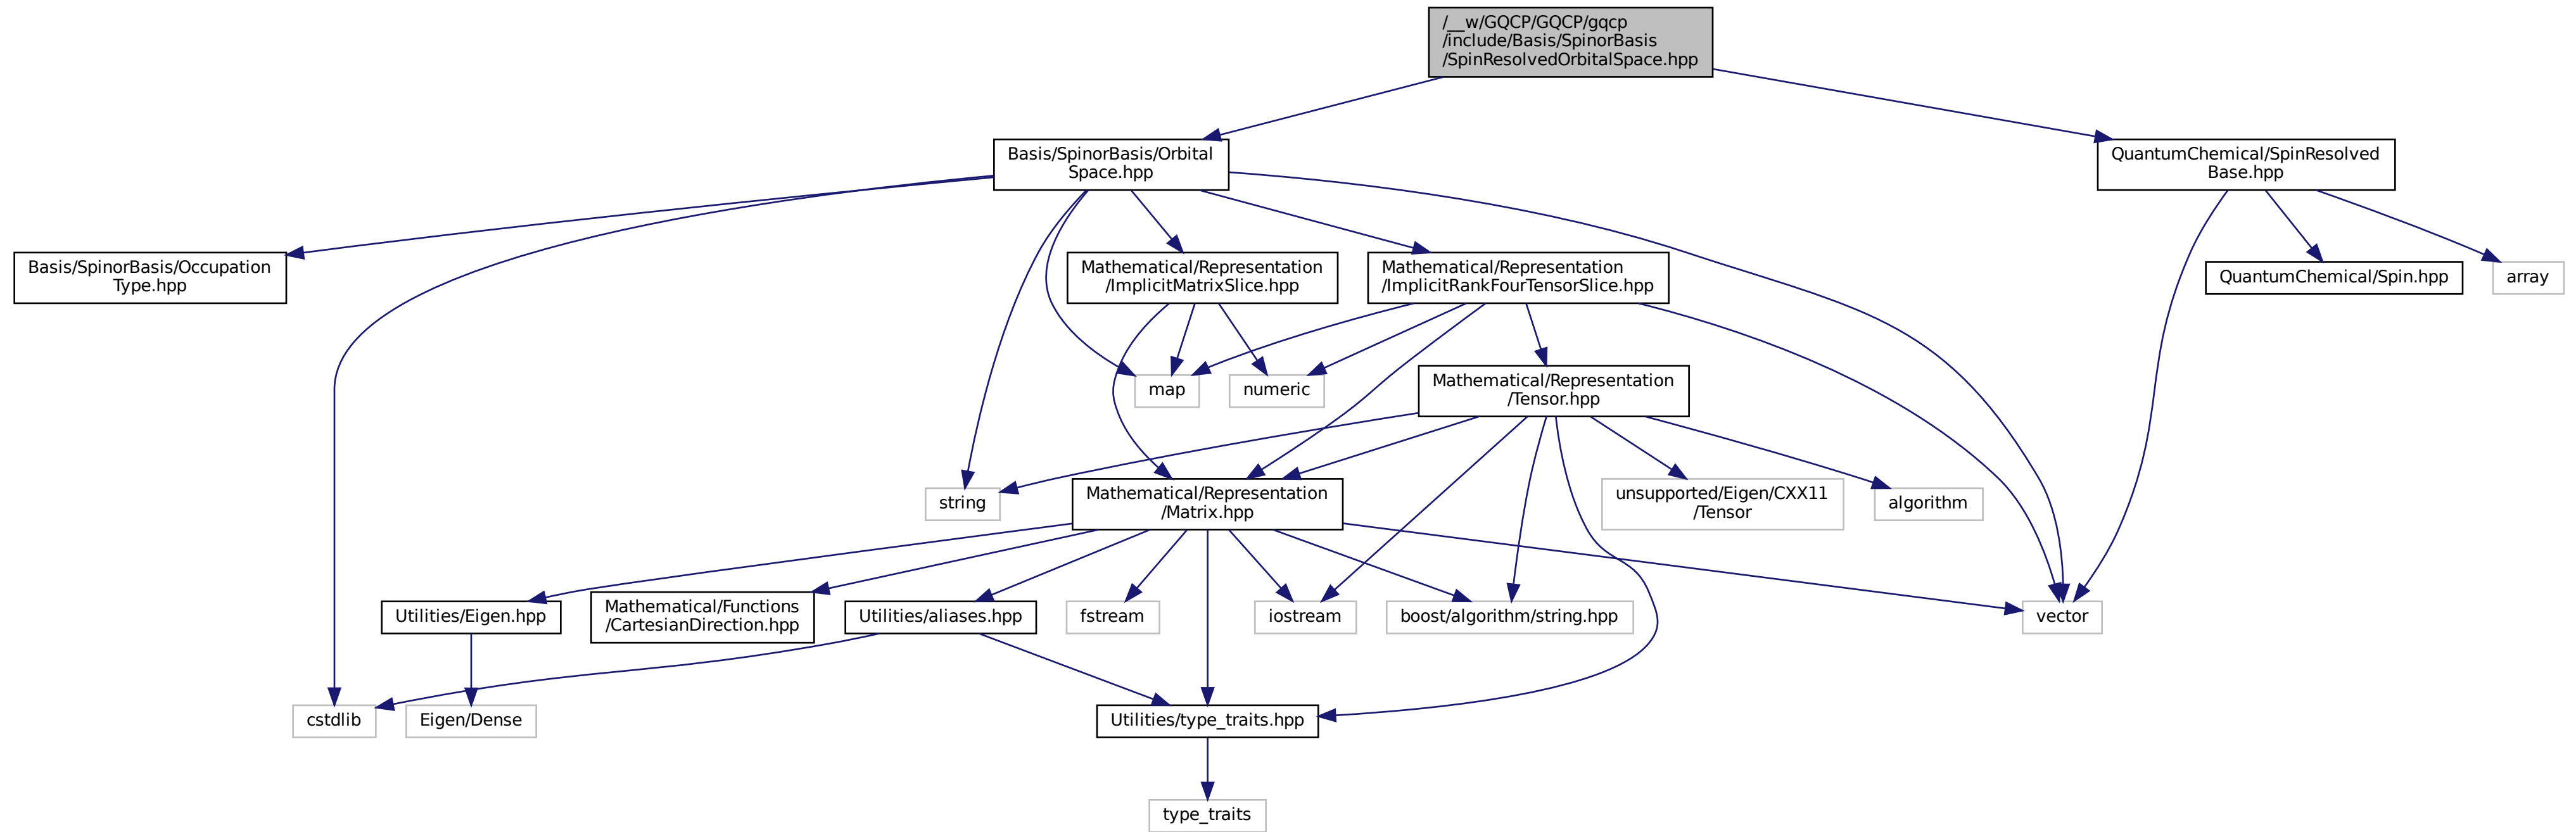 /__w/GQCP/GQCP/gqcp
/include/Basis/SpinorBasis
/SpinResolvedOrbitalSpace.hpp
Basis/SpinorBasis/Orbital
Space.hpp
QuantumChemical/SpinResolved
Base.hpp
Basis/SpinorBasis/Occupation
Type.hpp
Mathematical/Representation
/ImplicitMatrixSlice.hpp
Mathematical/Representation
/ImplicitRankFourTensorSlice.hpp
QuantumChemical/Spin.hpp
array
map
numeric
Mathematical/Representation
/Tensor.hpp
string
Mathematical/Representation
/Matrix.hpp
unsupported/Eigen/CXX11
/Tensor
algorithm
Utilities/Eigen.hpp
Mathematical/Functions
/CartesianDirection.hpp
Utilities/aliases.hpp
fstream
iostream
boost/algorithm/string.hpp
vector
cstdlib
Eigen/Dense
Utilities/type_traits.hpp
type_traits